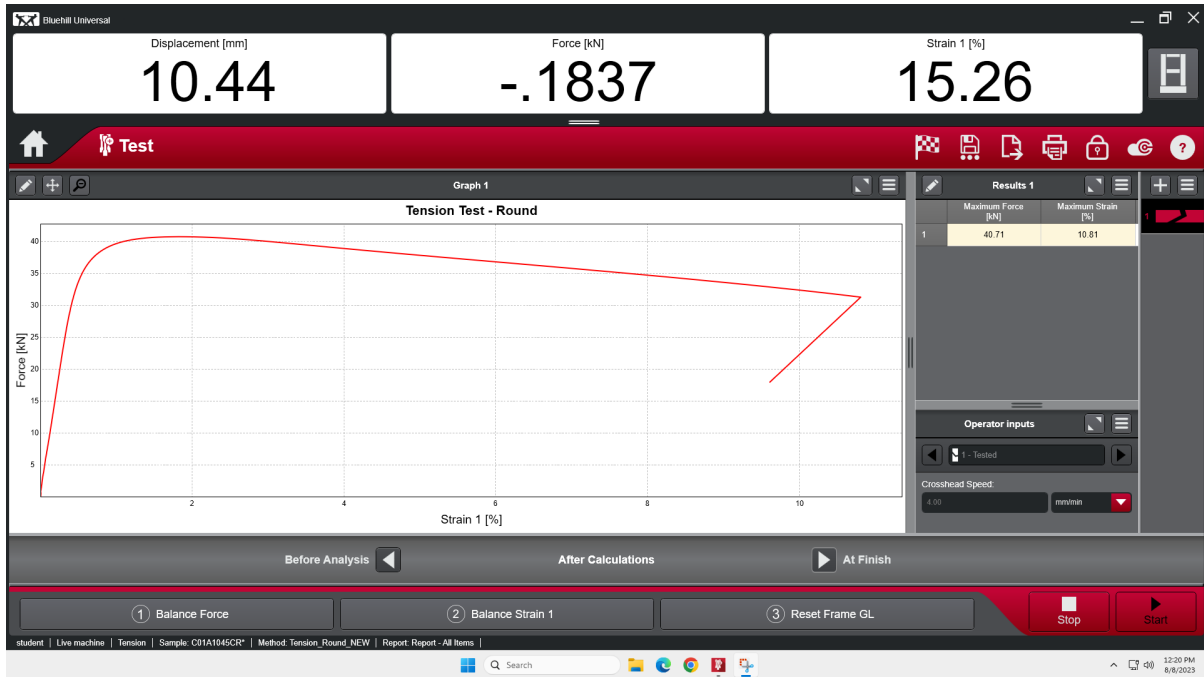 Bluehill Universal
Displacement [mm]
10.44
Force [kN]
-.1837
Strain 1 [%]
15.26
Test
?
Graph 1
Tension Test - Round
Force [kN]
40
35
30
25
20
15
10
5
2
4
6
8
10
Strain 1 [%]
Results 1
Maximum Force [kN]
Maximum Strain [%]
1
40.71
10.81
1
Operator inputs
1 - Tested
Crosshead Speed:
4.00
mm/min
Before Analysis
After Calculations
At Finish
1 Balance Force
2 Balance Strain 1
3 Reset Frame GL
Stop
Start
student | Live machine | Tension | Sample: C01A1045CR* | Method: Tension_Round_NEW | Report: Report - All Items |
Search
12:20 PM
8/8/2023